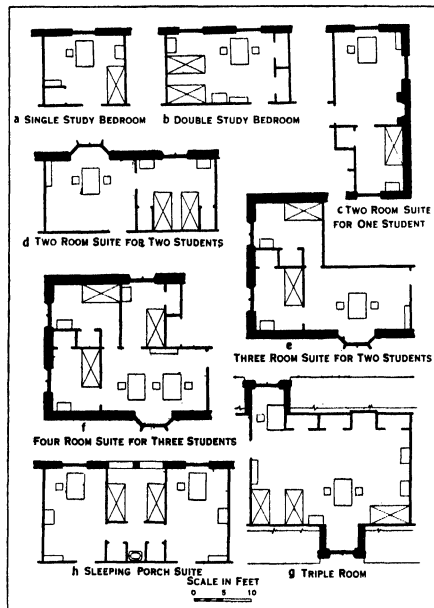 a SINGLE STUDY BEDROOM
b DOUBLE STUDY BEDROOM
c TWO ROOM SUITE
FOR ONE STUDENT
d TWO ROOM SUITE FOR TWO STUDENTS
e
THREE ROOM SUITE FOR TWO STUDENTS
f
FOUR ROOM SUITE FOR THREE STUDENTS
g TRIPLE ROOM
h SLEEPING PORCH SUITE
SCALE IN FEET
0 5 10